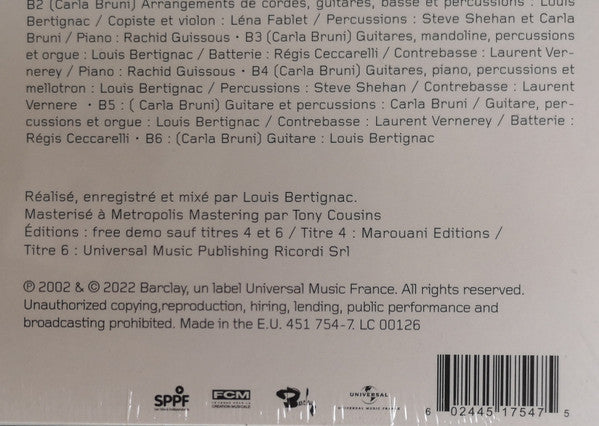 B2 (Carla Bruni) Arrangements de cordes, guitares, basse et percussions : Louis
Bertignac / Copiste et violon : Léna Fablet / Percussions : Steve Shehan et Carla
Bruni / Piano : Rachid Guissous • B3 (Carla Bruni) Guitares, mandoline, percussions
et orgue : Louis Bertignac / Batterie : Régis Ceccarelli / Contrebasse : Laurent Ver-
nerey / Piano : Rachid Guissous • B4 (Carla Bruni) Guitares, piano, percussions et
mellotron : Louis Bertignac / Percussions : Steve Shehan / Contrebasse : Laurent
Vernere • B5 : ( Carla Bruni) Guitare et percussions : Carla Bruni / Guitare, per-
cussions et orgue : Louis Bertignac / Contrebasse : Laurent Vernerey / Batterie :
Régis Ceccarelli • B6 : (Carla Bruni) Guitare : Louis Bertignac
Réalisé, enregistré et mixé par Louis Bertignac.
Masterisé à Metropolis Mastering par Tony Cousins
Éditions : free demo sauf titres 4 et 6 / Titre 4 : Marouani Editions /
Titre 6 : Universal Music Publishing Ricordi Srl
℗ 2002 & © 2022 Barclay, un label Universal Music France. All rights reserved.
Unauthorized copying,reproduction, hiring, lending, public performance and
broadcasting prohibited. Made in the E.U. 451 754-7. LC 00126
SPPF
FCM
UNIVERSAL
UNIVERSAL MUSIC FRANCE
6 02445 17547 5